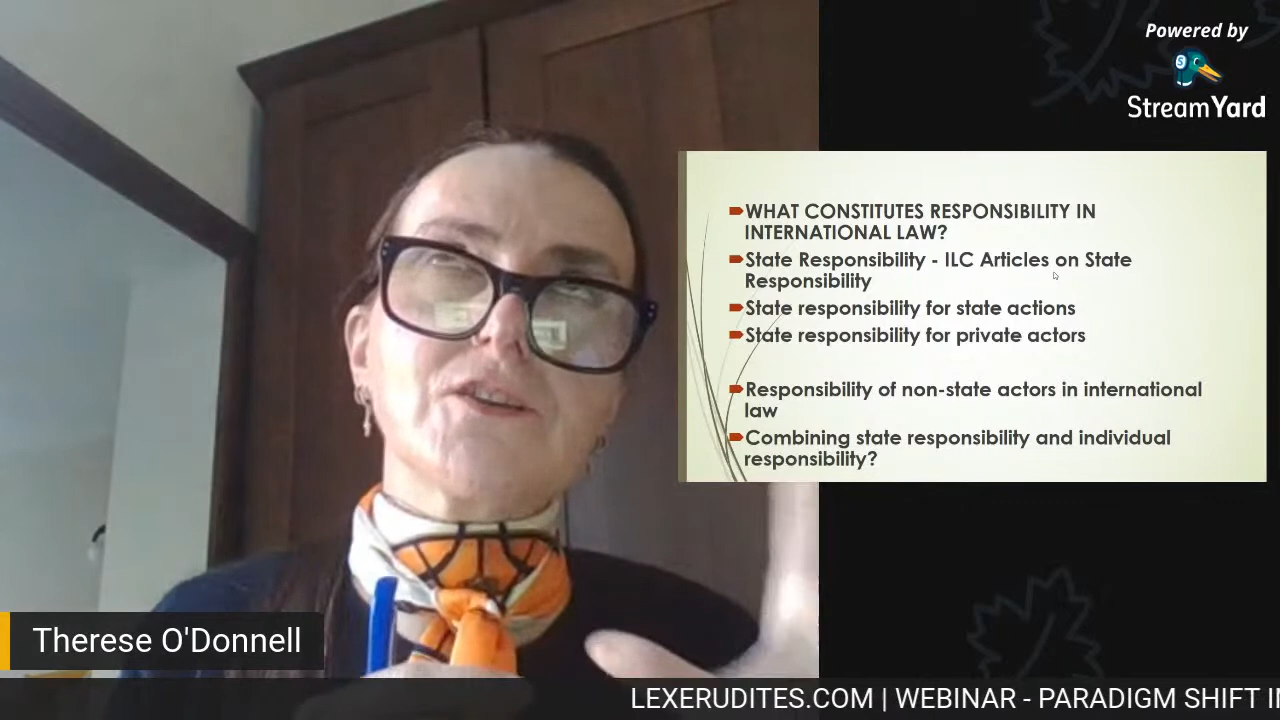 Powered by
StreamYard
WHAT CONSTITUTES RESPONSIBILITY IN
INTERNATIONAL LAW?
State Responsibility - ILC Articles on State
Responsibility
State responsibility for state actions
State responsibility for private actors
Responsibility of non-state actors in international
law
Combining state responsibility and individual
responsibility?
Therese O'Donnell
LEXERUDITES.COM | WEBINAR - PARADIGM SHIFT